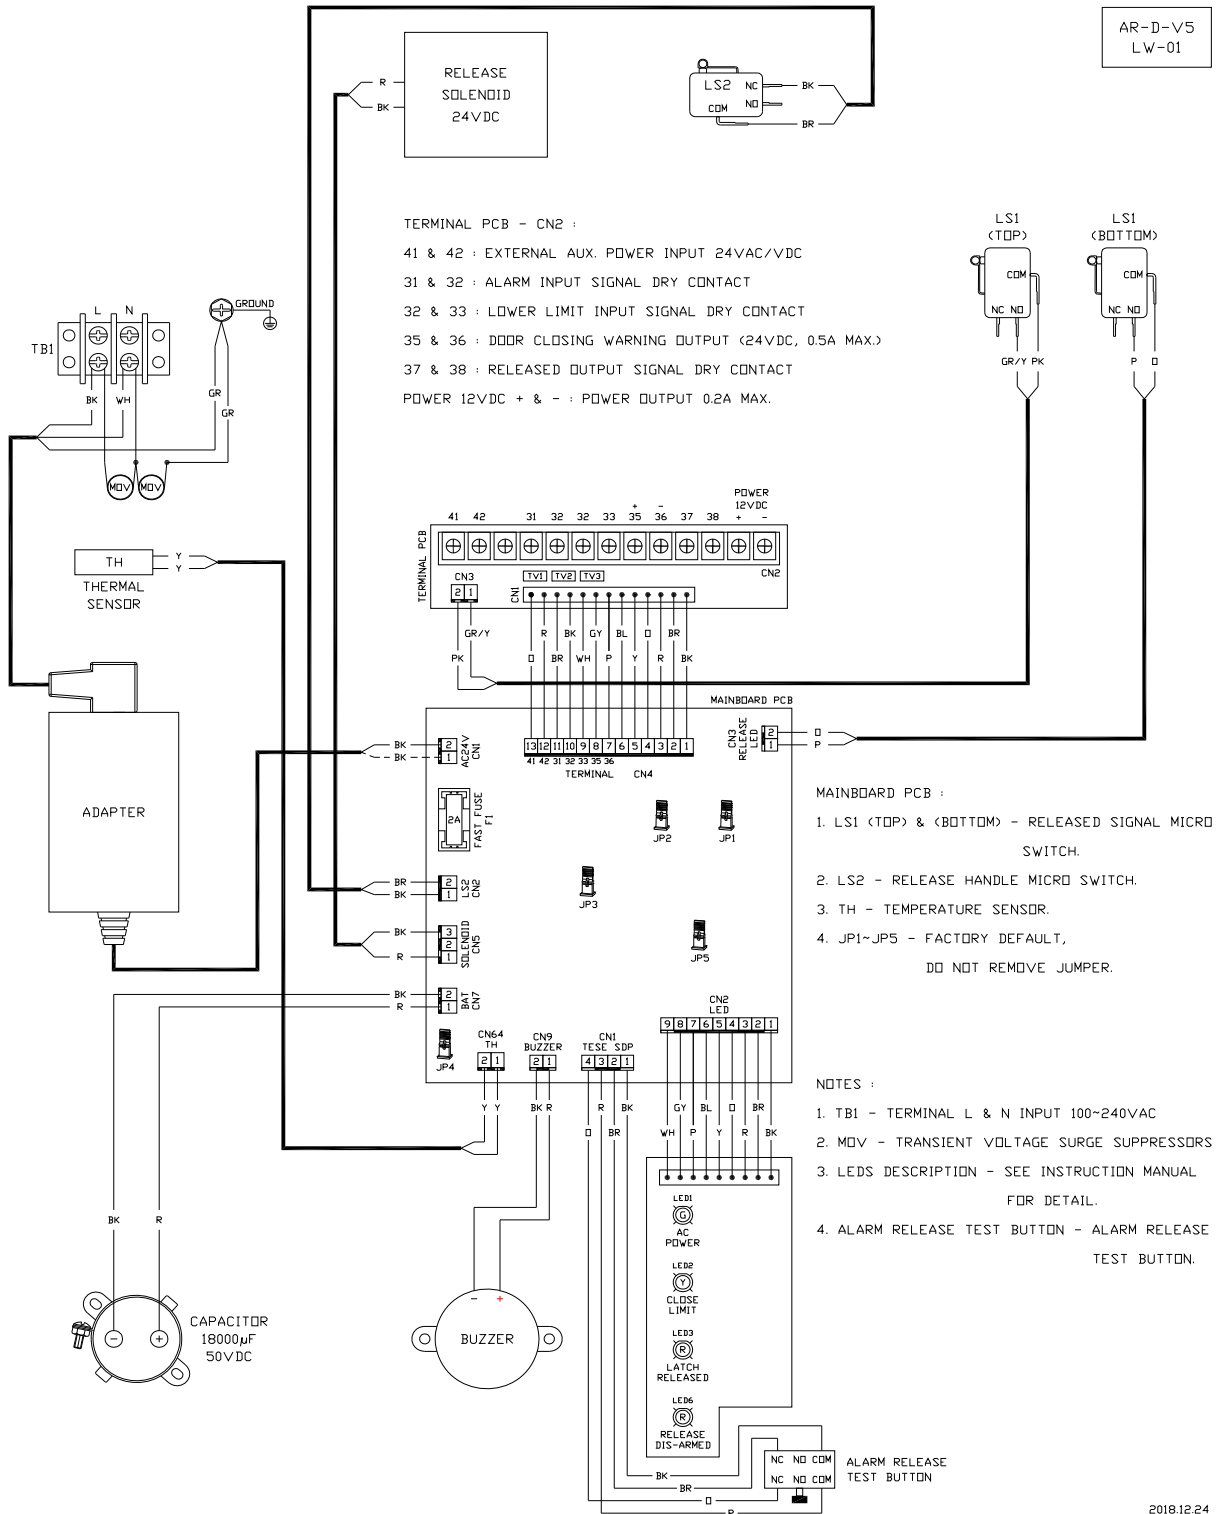 AR-D-V5
LW-01
RELEASE
SOLENOID
24VDC
R
BK
LS2
NC
NO
COM
BK
BR
TERMINAL PCB - CN2 :
41 & 42 : EXTERNAL AUX. POWER INPUT 24VAC/VDC
31 & 32 : ALARM INPUT SIGNAL DRY CONTACT
32 & 33 : LOWER LIMIT INPUT SIGNAL DRY CONTACT
35 & 36 : DOOR CLOSING WARNING OUTPUT (24VDC, 0.5A MAX.)
37 & 38 : RELEASED OUTPUT SIGNAL DRY CONTACT
POWER 12VDC + & - : POWER OUTPUT 0.2A MAX.
LS1
(TOP)
COM
NC NO
GR/Y PK
LS1
(BOTTOM)
COM
NC NO
P O
L N
TB1
GROUND
BK WH
GR
GR
MOV MOV
TH
THERMAL
SENSOR
Y
Y
POWER
12VDC
+ -
41 42 31 32 32 33 35 36 37 38 + -
TERMINAL PCB
CN2
CN3
2 1
TV1 TV2 TV3
CN1
GR/Y
PK
R BK GY BL O BR
O BR WH P Y R BK
MAINBOARD PCB
BK
BK
2
1
AC24V
CN1
13 12 11 10 9 8 7 6 5 4 3 2 1
41 42 31 32 33 35 36
TERMINAL CN4
CN3
RELEASE
LED
2
1
O
P
ADAPTER
2A
FAST FUSE
F1
JP2
JP1
JP3
JP5
BR
BK
2
1
LS2
CN2
BK
R
3
2
1
SOLENOID
CN5
BK
R
2
1
BAT
CN7
JP4
CN64
TH
2 1
CN9
BUZZER
2 1
CN1
TESE SDP
4 3 2 1
CN2
LED
9 8 7 6 5 4 3 2 1
MAINBOARD PCB :
1. LS1 (TOP) & (BOTTOM) - RELEASED SIGNAL MICRO
SWITCH.
2. LS2 - RELEASE HANDLE MICRO SWITCH.
3. TH - TEMPERATURE SENSOR.
4. JP1~JP5 - FACTORY DEFAULT,
DO NOT REMOVE JUMPER.
NOTES :
1. TB1 - TERMINAL L & N INPUT 100~240VAC
2. MOV - TRANSIENT VOLTAGE SURGE SUPPRESSORS
3. LEDS DESCRIPTION - SEE INSTRUCTION MANUAL
FOR DETAIL.
4. ALARM RELEASE TEST BUTTON - ALARM RELEASE
TEST BUTTON.
Y Y
BK R
R BK
O BR
GY BL O BR
WH P Y R BK
BK R
CAPACITOR
18000µF
50VDC
- +
- +
BUZZER
LED1
G
AC
POWER
LED2
Y
CLOSE
LIMIT
LED3
R
LATCH
RELEASED
LED6
R
RELEASE
DIS-ARMED
NC NO COM
NC NO COM
ALARM RELEASE
TEST BUTTON
BK
BR
O
R
2018.12.24